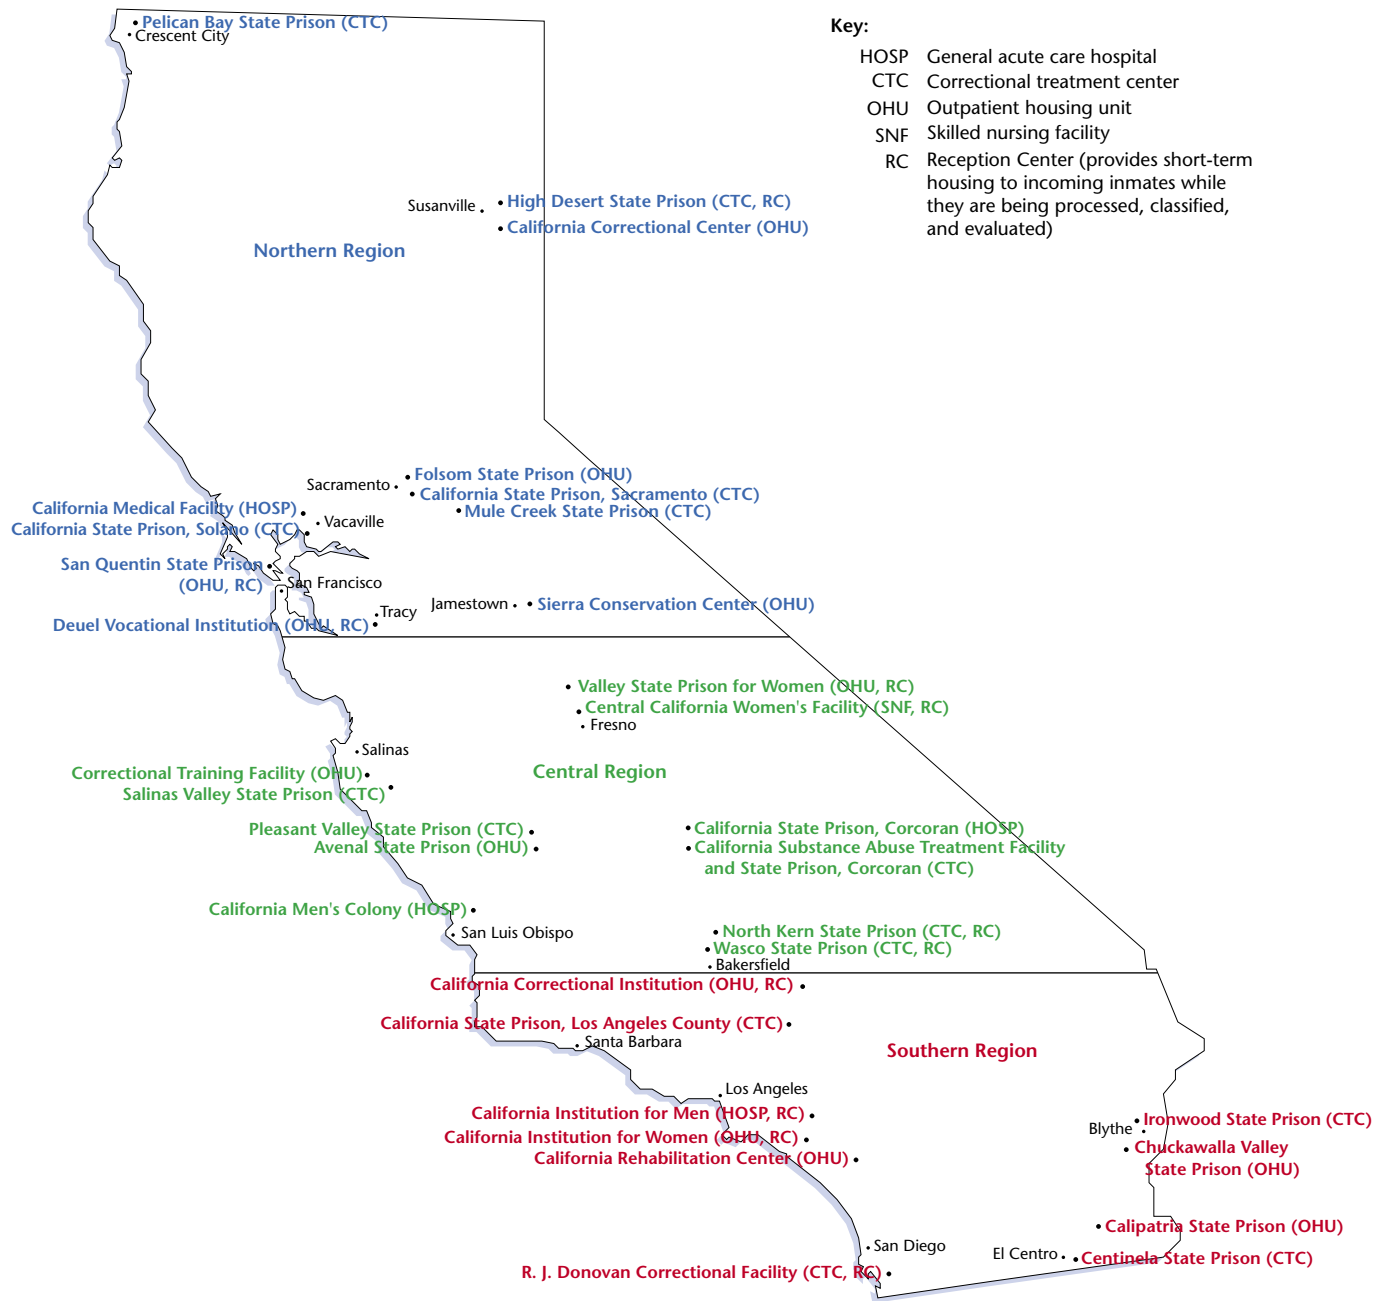 Pelican Bay State Prison (CTC)
Crescent City
Key:
HOSP General acute care hospital
CTC Correctional treatment center
OHU Outpatient housing unit
SNF Skilled nursing facility
RC Reception Center (provides short-term
housing to incoming inmates while
they are being processed, classified,
and evaluated)
Susanville
High Desert State Prison (CTC, RC)
California Correctional Center (OHU)
Northern Region
Folsom State Prison (OHU)
Sacramento
California State Prison, Sacramento (CTC)
California Medical Facility (HOSP)
Mule Creek State Prison (CTC)
Vacaville
California State Prison, Solano (CTC)
San Quentin State Prison
(OHU, RC)
San Francisco
Jamestown
Sierra Conservation Center (OHU)
Tracy
Deuel Vocational Institution (OHU, RC)
Valley State Prison for Women (OHU, RC)
Central California Women's Facility (SNF, RC)
Fresno
Salinas
Central Region
Correctional Training Facility (OHU)
Salinas Valley State Prison (CTC)
Pleasant Valley State Prison (CTC)
California State Prison, Corcoran (HOSP)
Avenal State Prison (OHU)
California Substance Abuse Treatment Facility
and State Prison, Corcoran (CTC)
California Men's Colony (HOSP)
San Luis Obispo
North Kern State Prison (CTC, RC)
Wasco State Prison (CTC, RC)
Bakersfield
California Correctional Institution (OHU, RC)
California State Prison, Los Angeles County (CTC)
Santa Barbara
Southern Region
Los Angeles
California Institution for Men (HOSP, RC)
Ironwood State Prison (CTC)
Blythe
California Institution for Women (OHU, RC)
Chuckawalla Valley
State Prison (OHU)
California Rehabilitation Center (OHU)
Calipatria State Prison (OHU)
San Diego
El Centro
Centinela State Prison (CTC)
R. J. Donovan Correctional Facility (CTC, RC)